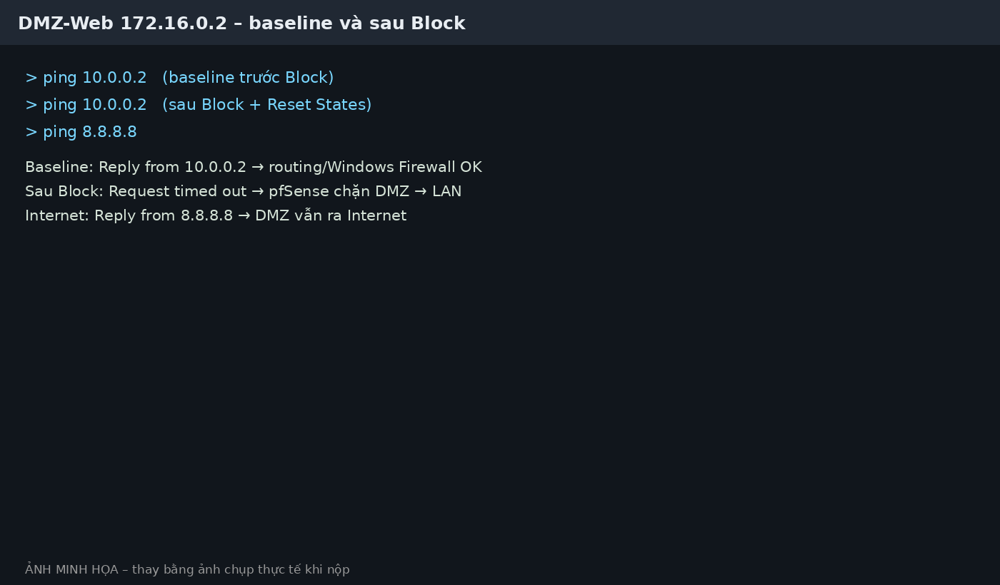 DMZ-Web 172.16.0.2 – baseline và sau Block
> ping 10.0.0.2 (baseline trước Block)
> ping 10.0.0.2 (sau Block + Reset States)
> ping 8.8.8.8
Baseline: Reply from 10.0.0.2 → routing/Windows Firewall OK
Sau Block: Request timed out → pfSense chặn DMZ → LAN
Internet: Reply from 8.8.8.8 → DMZ vẫn ra Internet
ẢNH MINH HỌA – thay bằng ảnh chụp thực tế khi nộp